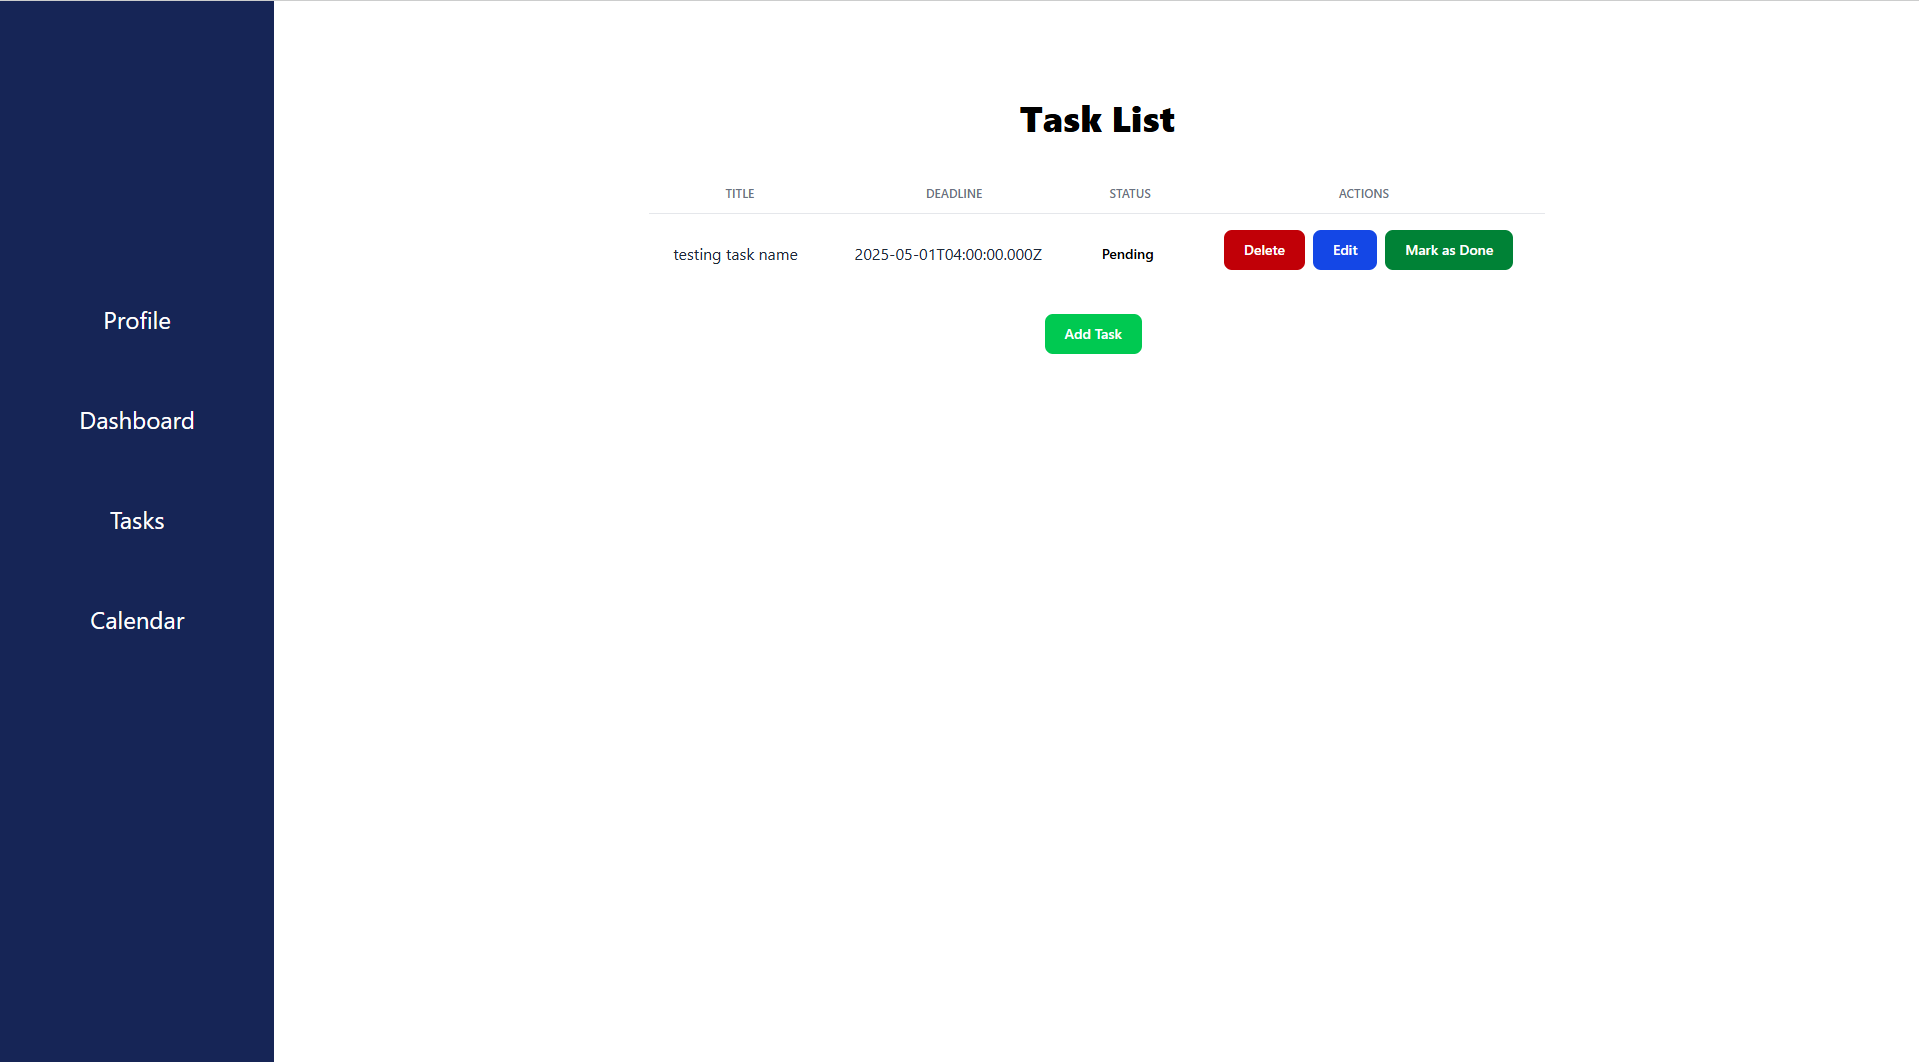 Task List
TITLE DEADLINE STATUS ACTIONS
testing task name 2025-05-01T04:00:00.000Z Pending Delete Edit Mark as Done
Add Task
Profile
Dashboard
Tasks
Calendar